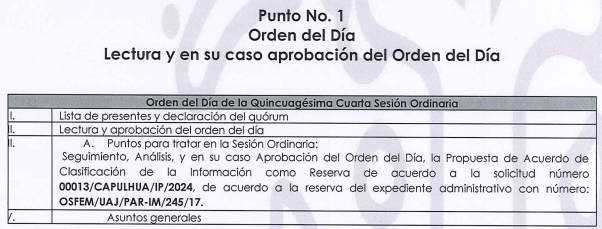 Punto No. 1
Orden del Día
Lectura y en su caso aprobación del Orden del Día
Orden del Día de la Quincuagésima Cuarta Sesión Ordinaria
I. Lista de presentes y declaración del quórum
II. Lectura y aprobación del orden del día
II. A. Puntos para tratar en la Sesión Ordinaria:
Seguimiento, Análisis, y en su caso Aprobación del Orden del Día, la Propuesta de Acuerdo de
Clasificación de la Información como Reserva de acuerdo a la solicitud número
00013/CAPULHUA/IP/2024, de acuerdo a la reserva del expediente administrativo con número:
OSFEM/UAJ/PAR-IM/245/17.
V. Asuntos generales